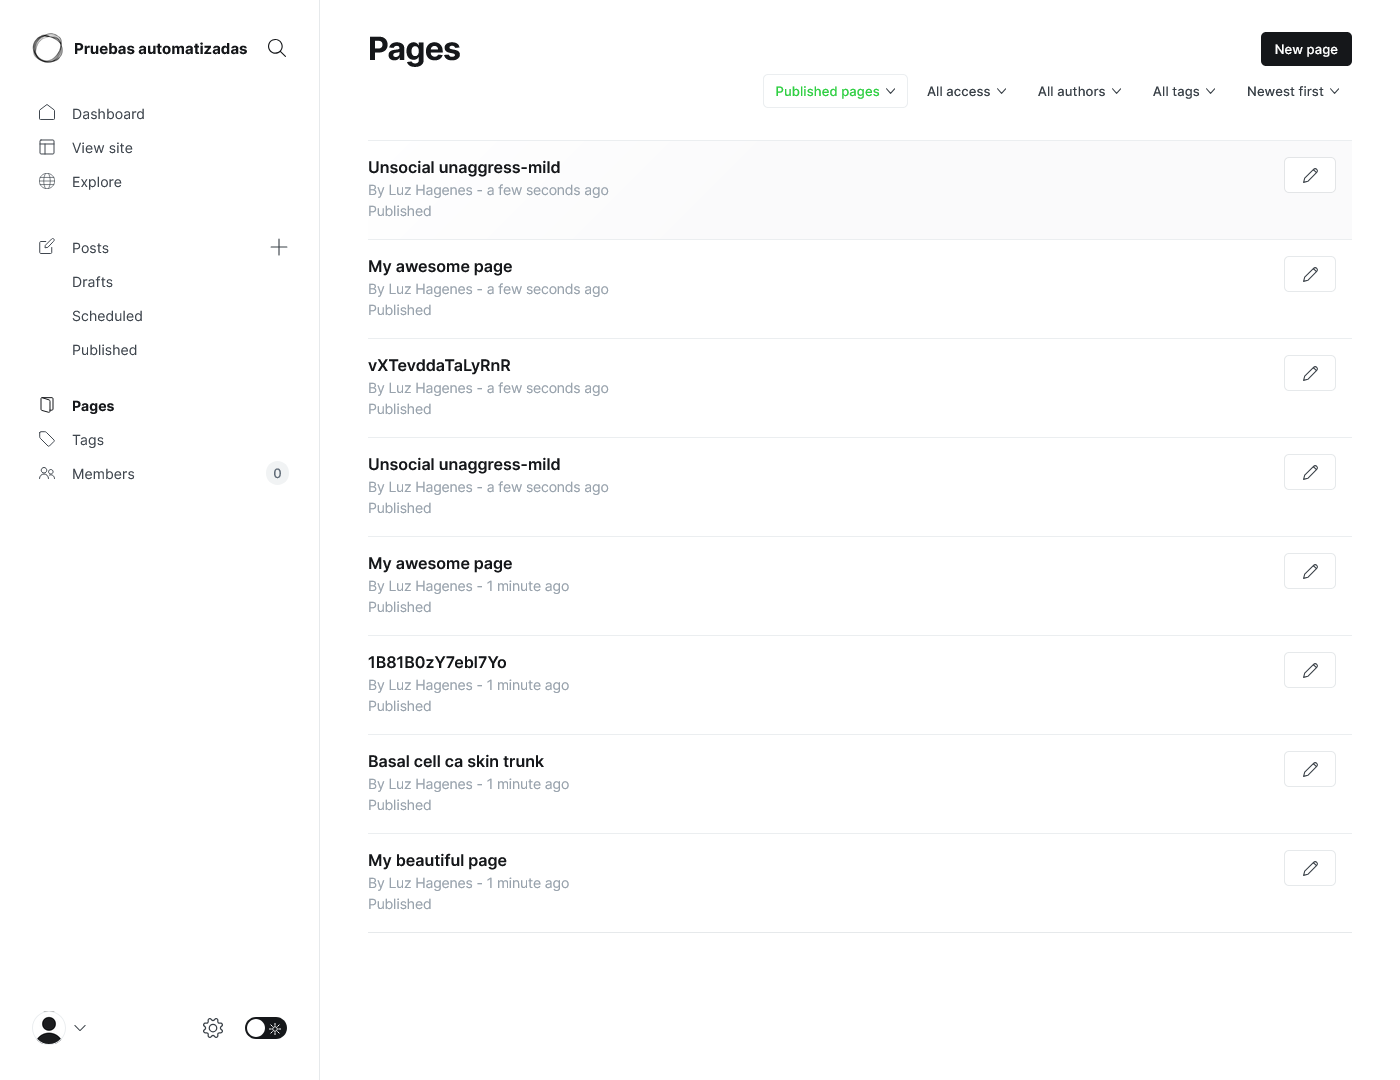 Pruebas automatizadas
Dashboard
View site
Explore
Posts
Drafts
Scheduled
Published
Pages
Tags
Members 0
Pages
New page
Published pages All access All authors All tags Newest first
Unsocial unaggress-mild
By Luz Hagenes - a few seconds ago
Published
My awesome page
By Luz Hagenes - a few seconds ago
Published
vXTevddaTaLyRnR
By Luz Hagenes - a few seconds ago
Published
Unsocial unaggress-mild
By Luz Hagenes - a few seconds ago
Published
My awesome page
By Luz Hagenes - 1 minute ago
Published
1B81B0zY7ebI7Yo
By Luz Hagenes - 1 minute ago
Published
Basal cell ca skin trunk
By Luz Hagenes - 1 minute ago
Published
My beautiful page
By Luz Hagenes - 1 minute ago
Published